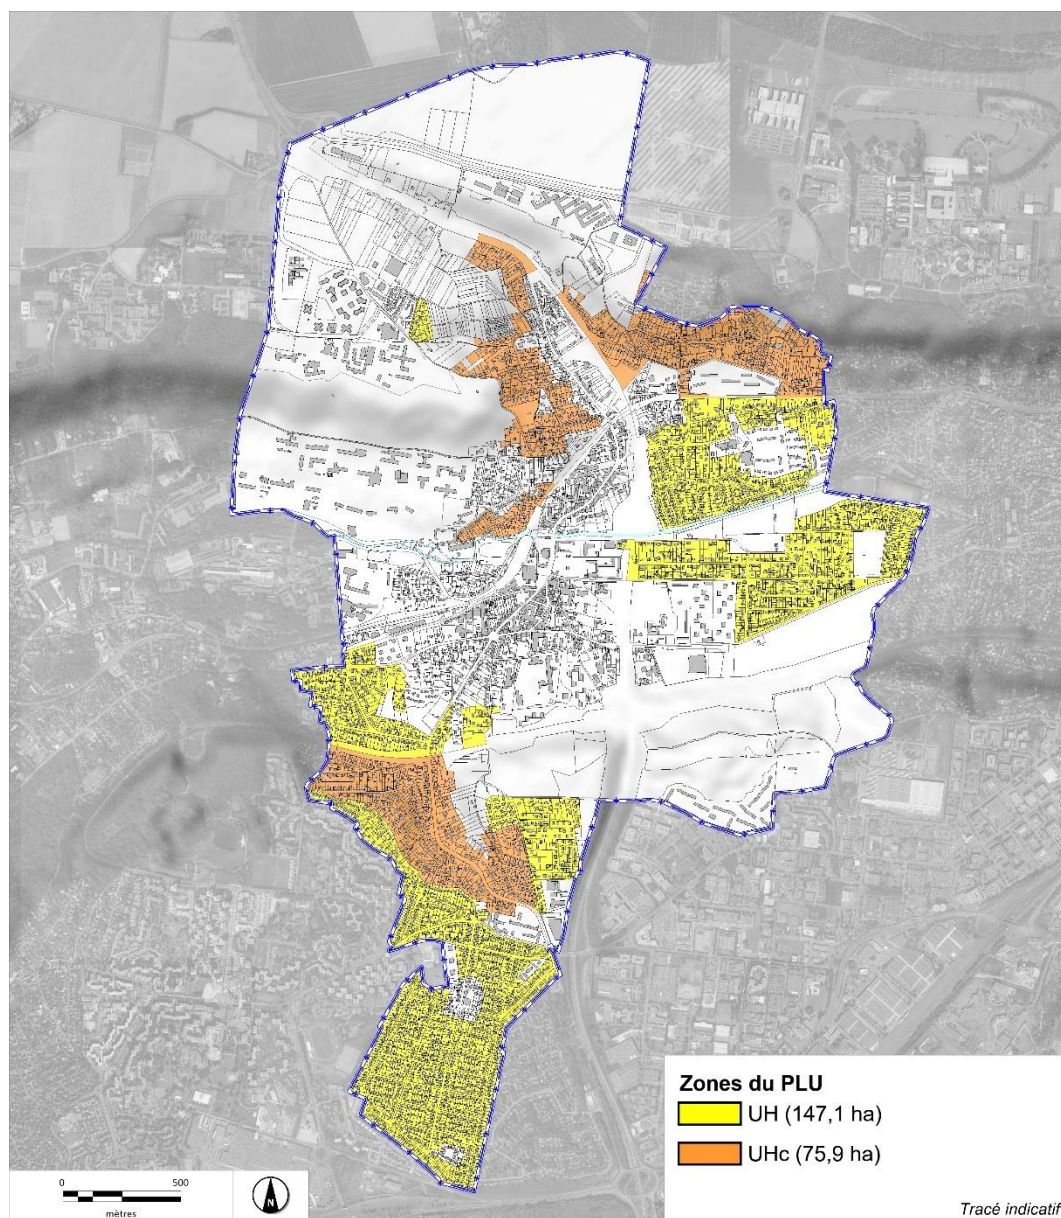 Zones du PLU
UH (147,1 ha)
UHc (75,9 ha)
0 500
mètres
N
Tracé indicatif